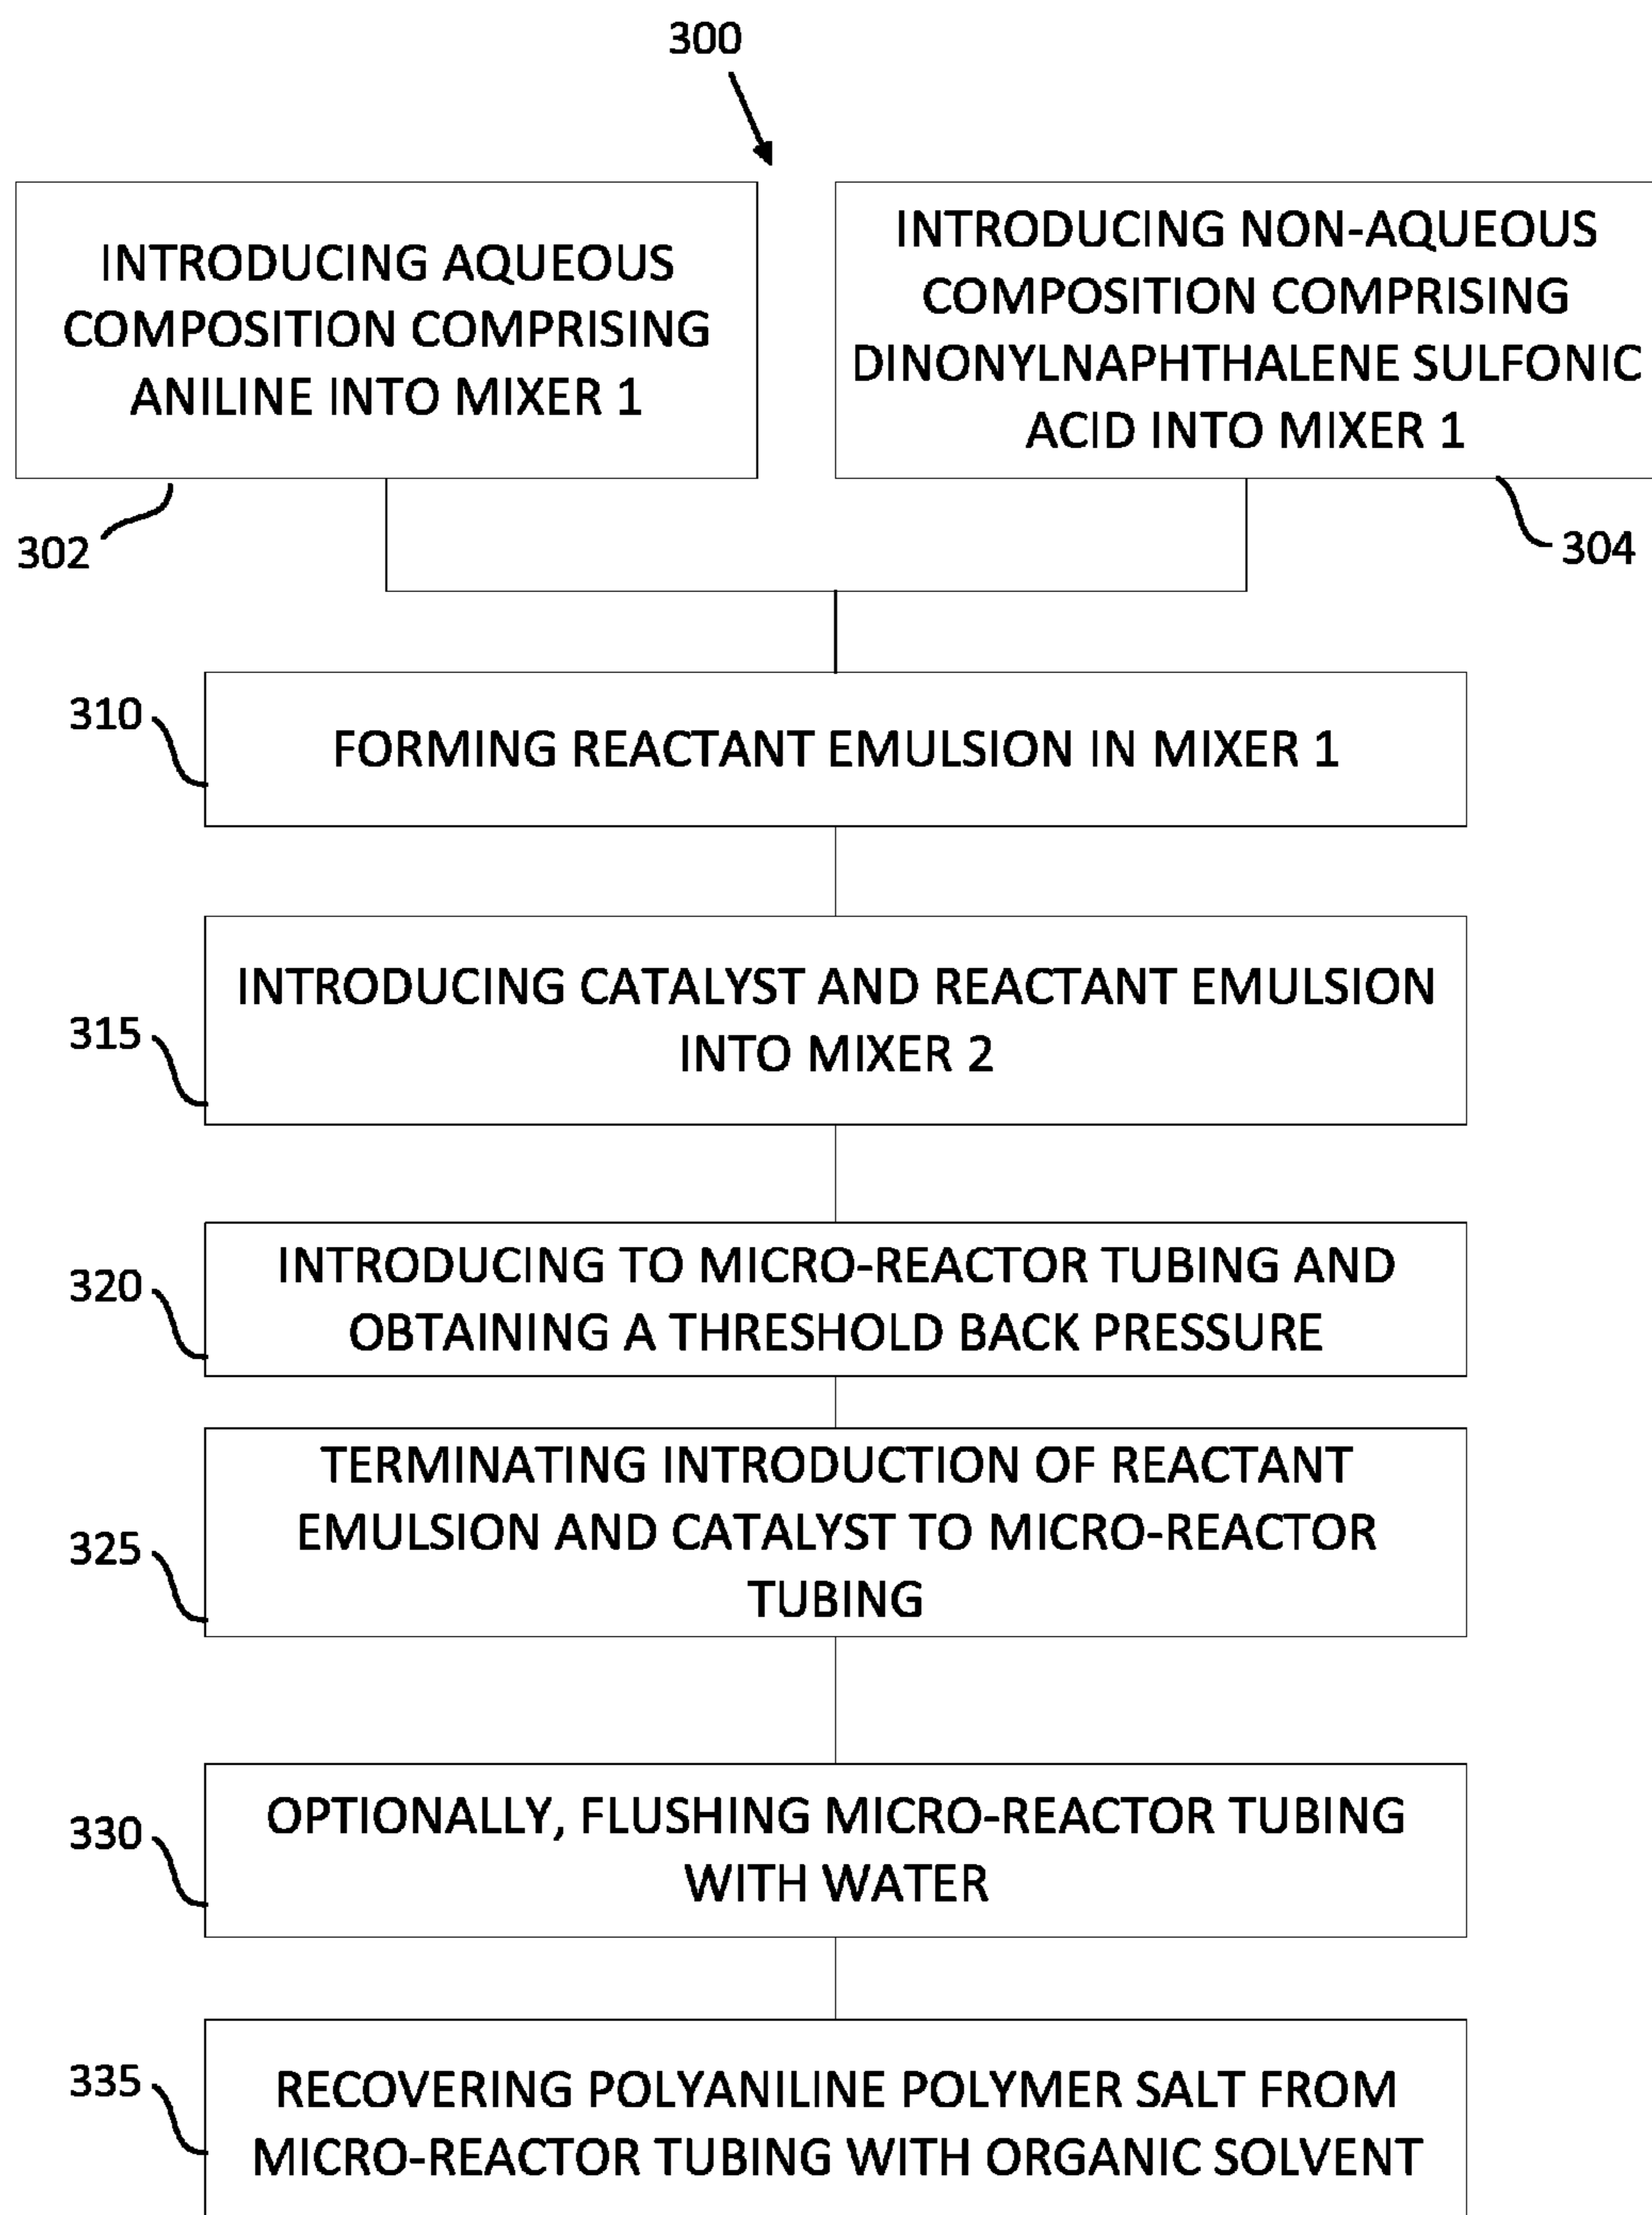 300
INTRODUCING AQUEOUS
COMPOSITION COMPRISING
ANILINE INTO MIXER 1
302
INTRODUCING NON-AQUEOUS
COMPOSITION COMPRISING
DINONYLNAPHTHALENE SULFONIC
ACID INTO MIXER 1
304
310
FORMING REACTANT EMULSION IN MIXER 1
315
INTRODUCING CATALYST AND REACTANT EMULSION
INTO MIXER 2
320
INTRODUCING TO MICRO-REACTOR TUBING AND
OBTAINING A THRESHOLD BACK PRESSURE
325
TERMINATING INTRODUCTION OF REACTANT
EMULSION AND CATALYST TO MICRO-REACTOR
TUBING
330
OPTIONALLY, FLUSHING MICRO-REACTOR TUBING
WITH WATER
335
RECOVERING POLYANILINE POLYMER SALT FROM
MICRO-REACTOR TUBING WITH ORGANIC SOLVENT